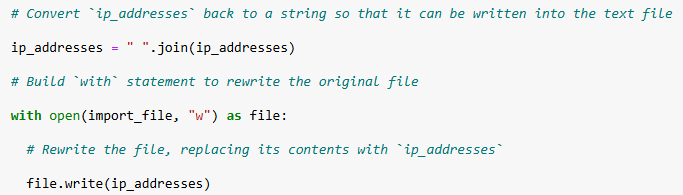 # Convert `ip_addresses` back to a string so that it can be written into the text file
ip_addresses = " ".join(ip_addresses)
# Build `with` statement to rewrite the original file
with open(import_file, "w") as file:
# Rewrite the file, replacing its contents with `ip_addresses`
file.write(ip_addresses)